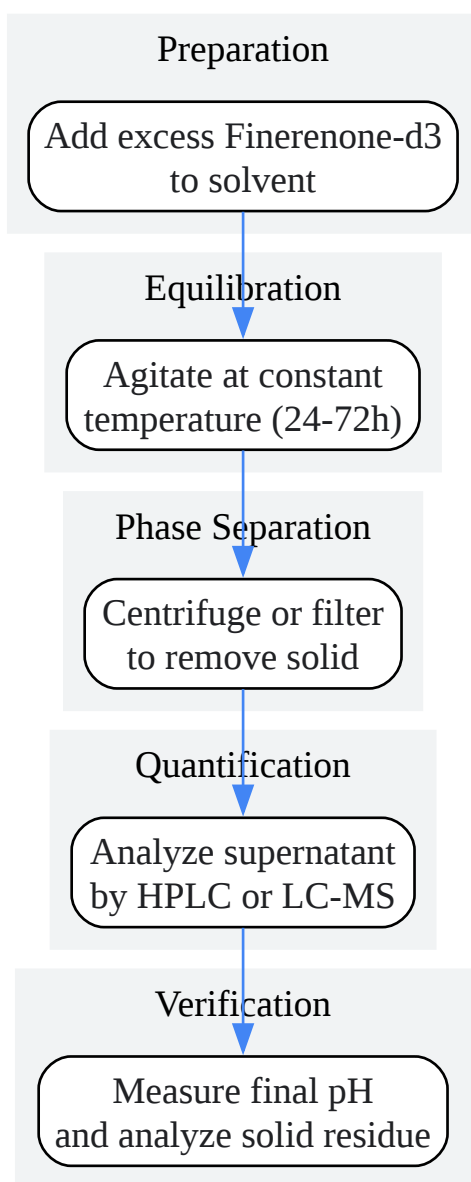 Preparation
Add excess Finerenone-d3
to solvent
Equilibration
Agitate at constant
temperature (24-72h)
Phase Separation
Centrifuge or filter
to remove solid
Quantification
Analyze supernatant
by HPLC or LC-MS
Verification
Measure final pH
and analyze solid residue